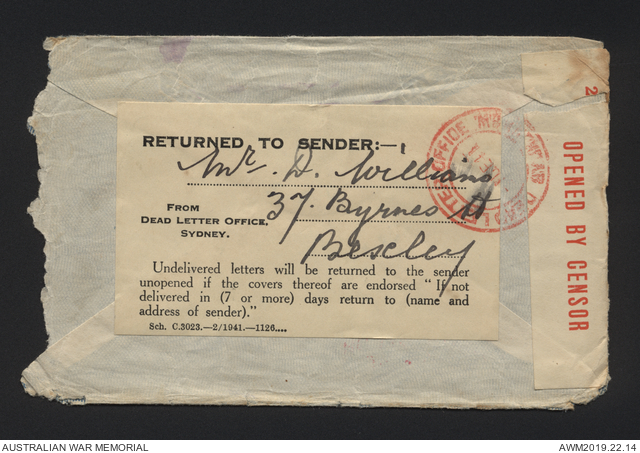 RETURNED TO SENDER:—
Mr. D. Williams
FROM
DEAD LETTER OFFICE,
SYDNEY.
37 Byrnes St
Bexley
Undelivered letters will be returned to the sender
unopened if the covers thereof are endorsed " If not
delivered in (7 or more) days return to (name and
address of sender)."
Sch. C.3023.—2/1941.—1126....
OFFICE
2
OPENED BY CENSOR
AUSTRALIAN WAR MEMORIAL
AWM2019.22.14